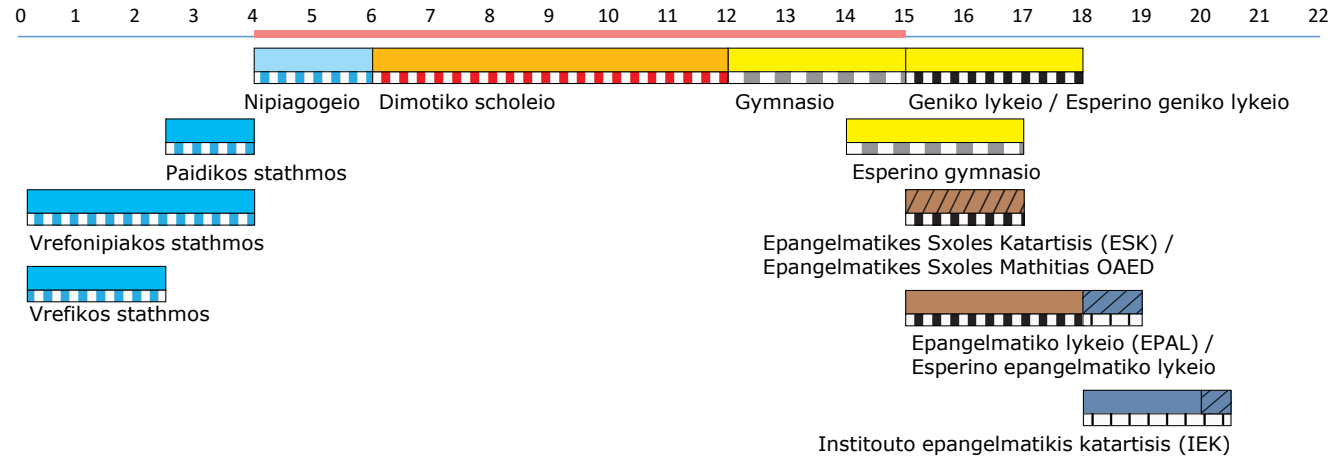 0 1 2 3 4 5 6 7 8 9 10 11 12 13 14 15 16 17 18 19 20 21 22
Nipiagogeio Dimotiko scholeio Gymnasio Geniko lykeio / Esperino geniko lykeio
Paidikos stathmos Esperino gymnasio
Vrefonipiakos stathmos Epangelmatikes Sxoles Katartisis (ESK) /
Epangelmatikes Sxoles Mathitias OAED
Vrefikos stathmos
Epangelmatiko lykeio (EPAL) /
Esperino epangelmatiko lykeio
Institouto epangelmatikis katartisis (IEK)